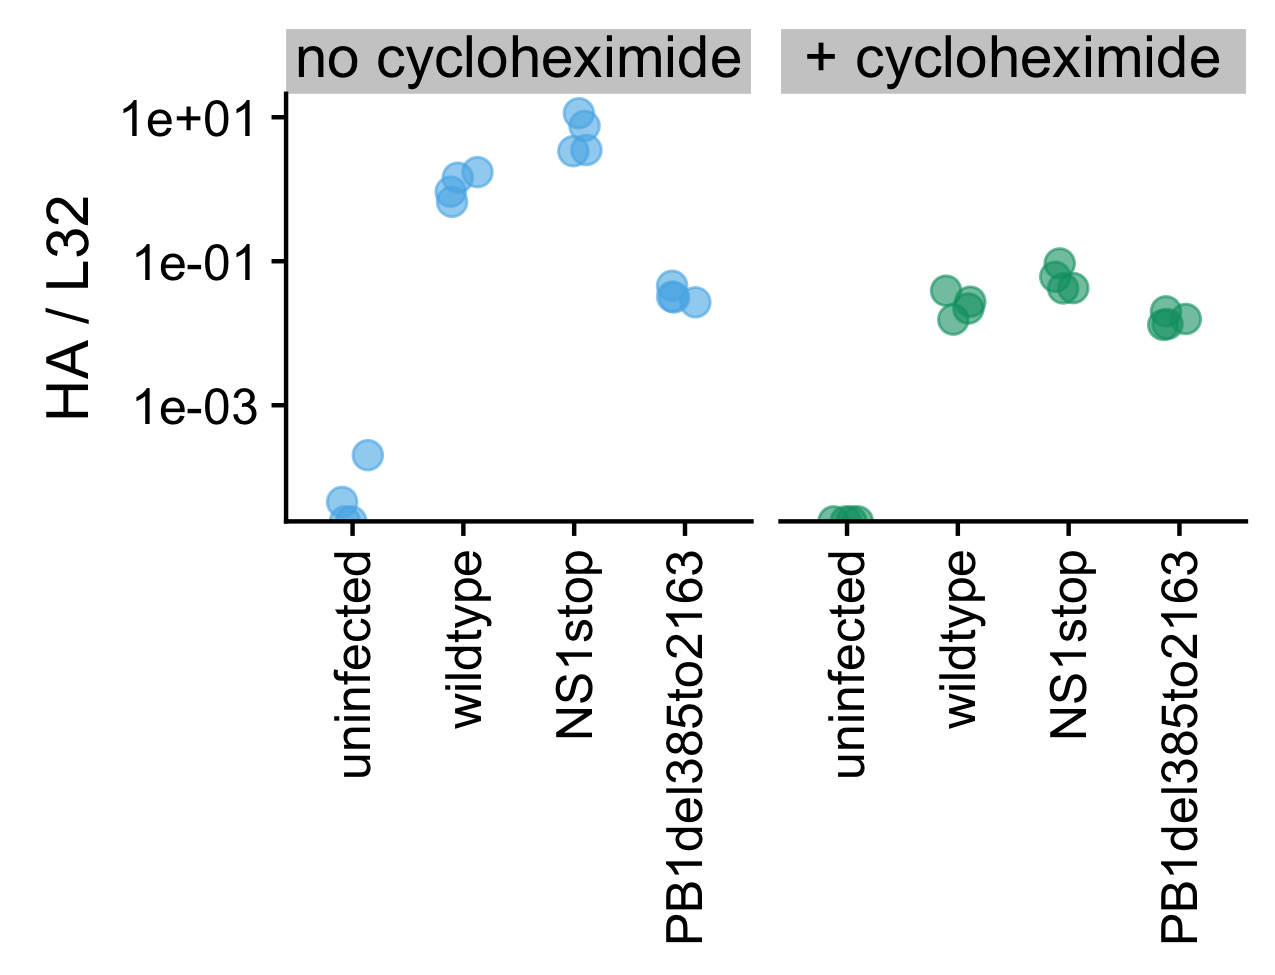 no cycloheximide
+ cycloheximide
HA / L32
1e+01
1e-01
1e-03
uninfected
wildtype
NS1stop
PB1del385to2163
uninfected
wildtype
NS1stop
PB1del385to2163